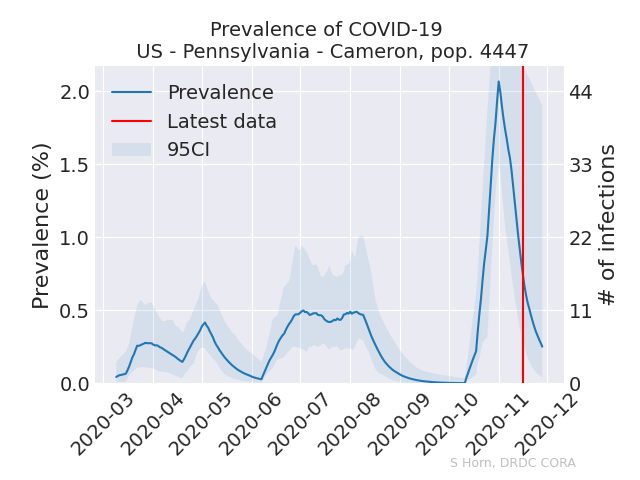 Prevalence of COVID-19
US - Pennsylvania - Cameron, pop. 4447
Prevalence
Latest data
95CI
Prevalence (%)
2.0
1.5
1.0
0.5
0.0
# of infections
44
33
22
11
0
2020-03
2020-04
2020-05
2020-06
2020-07
2020-08
2020-09
2020-10
2020-11
2020-12
S Horn, DRDC CORA